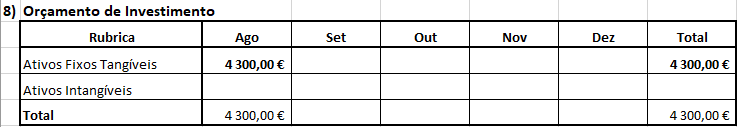 8) Orçamento de Investimento
Rubrica Ago Set Out Nov Dez Total
Ativos Fixos Tangíveis 4 300,00 € 4 300,00 €
Ativos Intangíveis
Total 4 300,00 € 4 300,00 €